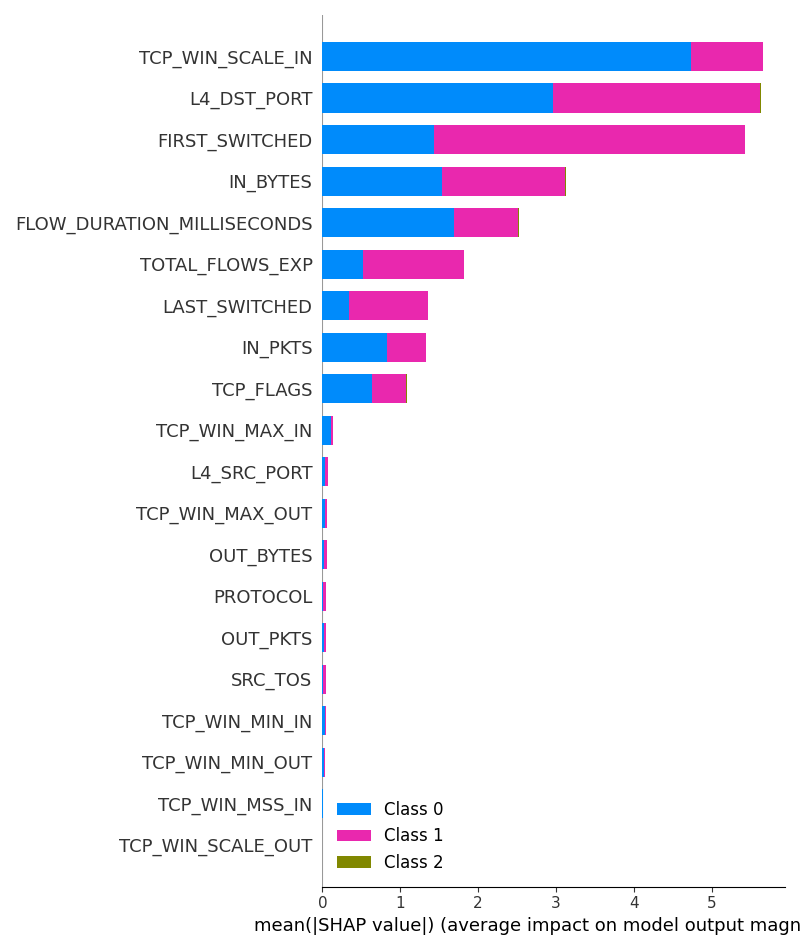 TCP_WIN_SCALE_IN
L4_DST_PORT
FIRST_SWITCHED
IN_BYTES
FLOW_DURATION_MILLISECONDS
TOTAL_FLOWS_EXP
LAST_SWITCHED
IN_PKTS
TCP_FLAGS
TCP_WIN_MAX_IN
L4_SRC_PORT
TCP_WIN_MAX_OUT
OUT_BYTES
PROTOCOL
OUT_PKTS
SRC_TOS
TCP_WIN_MIN_IN
TCP_WIN_MIN_OUT
TCP_WIN_MSS_IN
TCP_WIN_SCALE_OUT
Class 0
Class 1
Class 2
0 1 2 3 4 5
mean(|SHAP value|) (average impact on model output magn